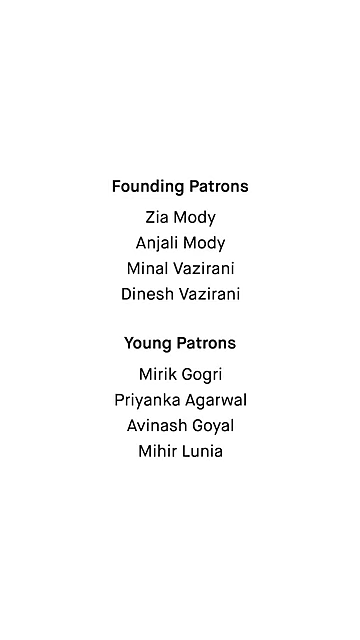 Founding Patrons
Zia Mody
Anjali Mody
Minal Vazirani
Dinesh Vazirani
Young Patrons
Mirik Gogri
Priyanka Agarwal
Avinash Goyal
Mihir Lunia